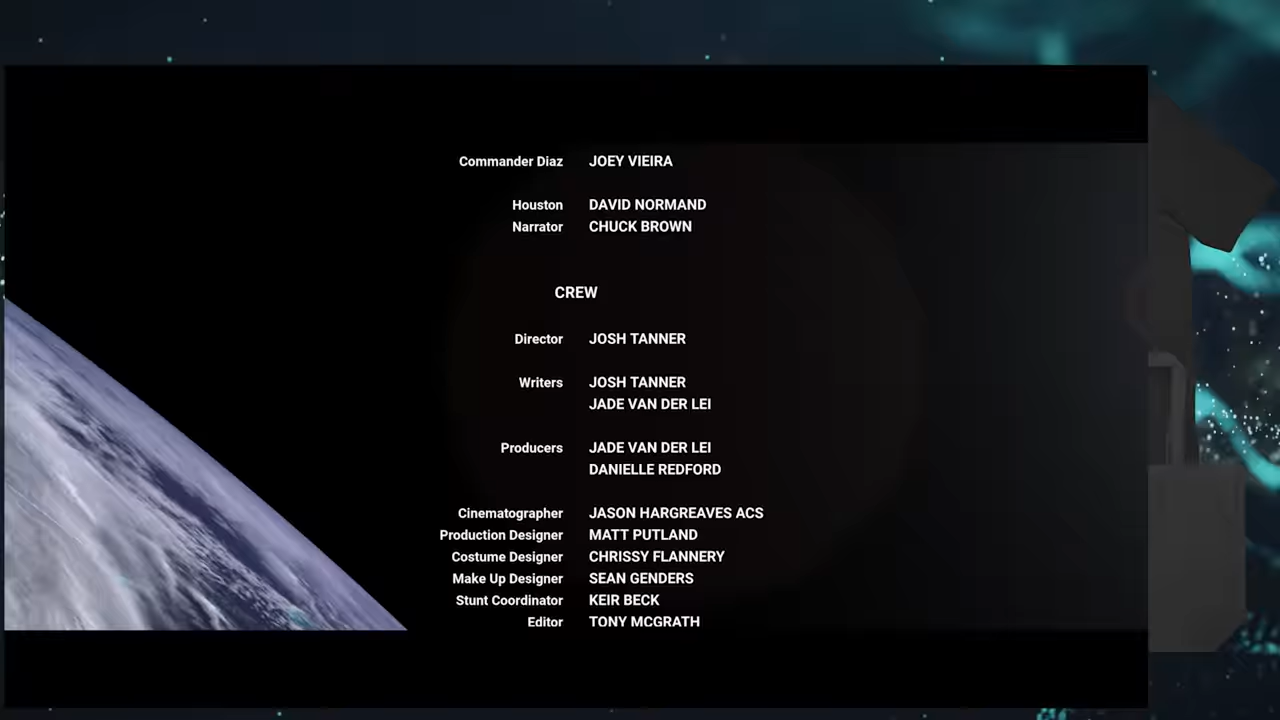 Commander Diaz JOEY VIEIRA
Houston DAVID NORMAND
Narrator CHUCK BROWN
CREW
Director JOSH TANNER
Writers JOSH TANNER
JADE VAN DER LEI
Producers JADE VAN DER LEI
DANIELLE REDFORD
Cinematographer JASON HARGREAVES ACS
Production Designer MATT PUTLAND
Costume Designer CHRISSY FLANNERY
Make Up Designer SEAN GENDERS
Stunt Coordinator KEIR BECK
Editor TONY MCGRATH